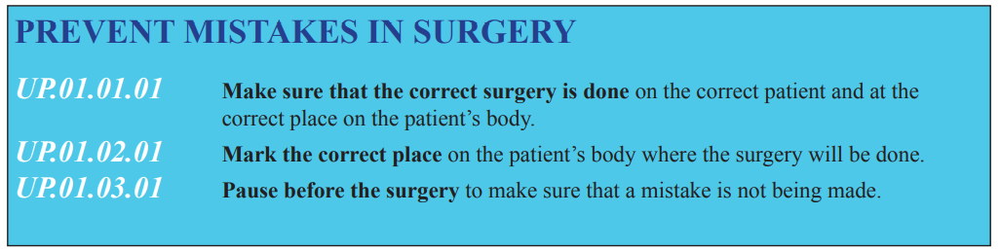 PREVENT MISTAKES IN SURGERY
UP.01.01.01 Make sure that the correct surgery is done on the correct patient and at the
correct place on the patient’s body.
UP.01.02.01 Mark the correct place on the patient’s body where the surgery will be done.
UP.01.03.01 Pause before the surgery to make sure that a mistake is not being made.